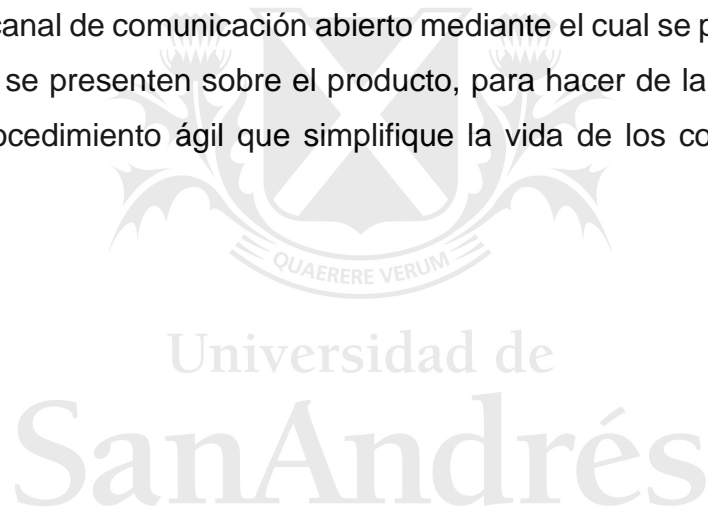 canal de comunicación abierto mediante el cual se p
se presenten sobre el producto, para hacer de la
ocedimiento ágil que simplifique la vida de los co
QUAERERE VERUM
Universidad de
SanAndrés